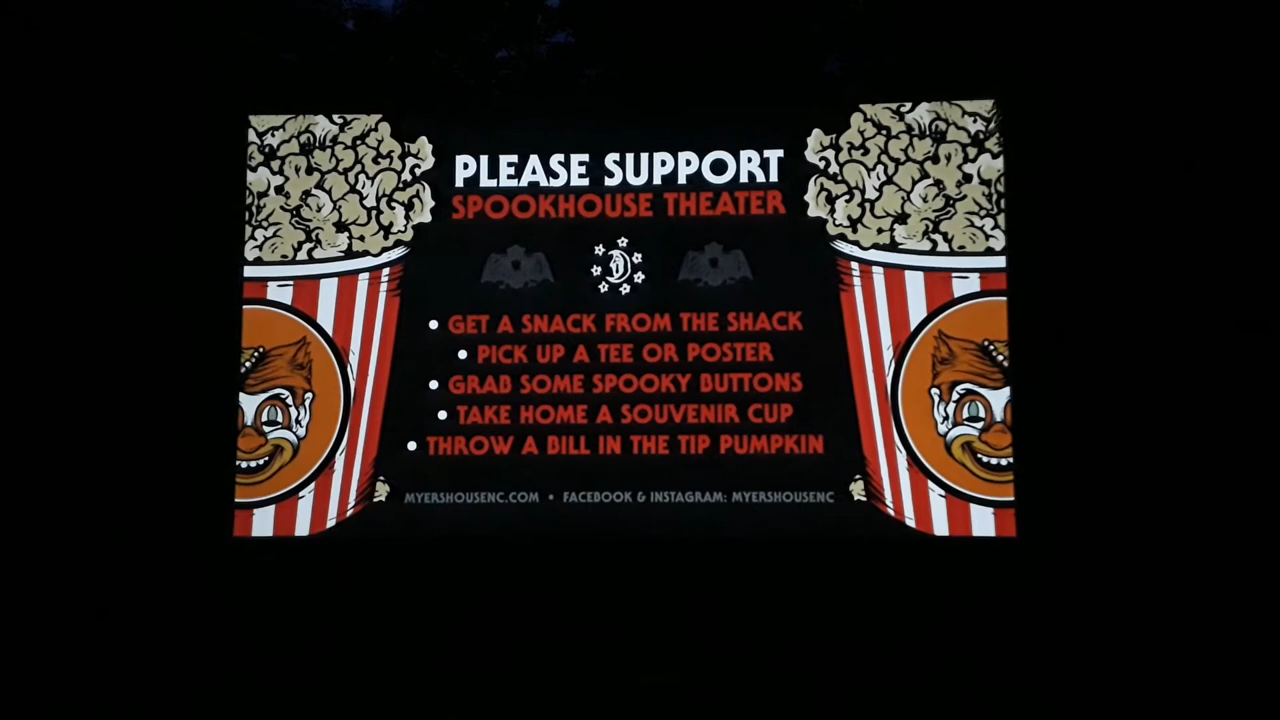 PLEASE SUPPORT
SPOOKHOUSE THEATER
• GET A SNACK FROM THE SHACK
• PICK UP A TEE OR POSTER
• GRAB SOME SPOOKY BUTTONS
• TAKE HOME A SOUVENIR CUP
• THROW A BILL IN THE TIP PUMPKIN
MYERSHOUSENC.COM • FACEBOOK & INSTAGRAM: MYERSHOUSENC